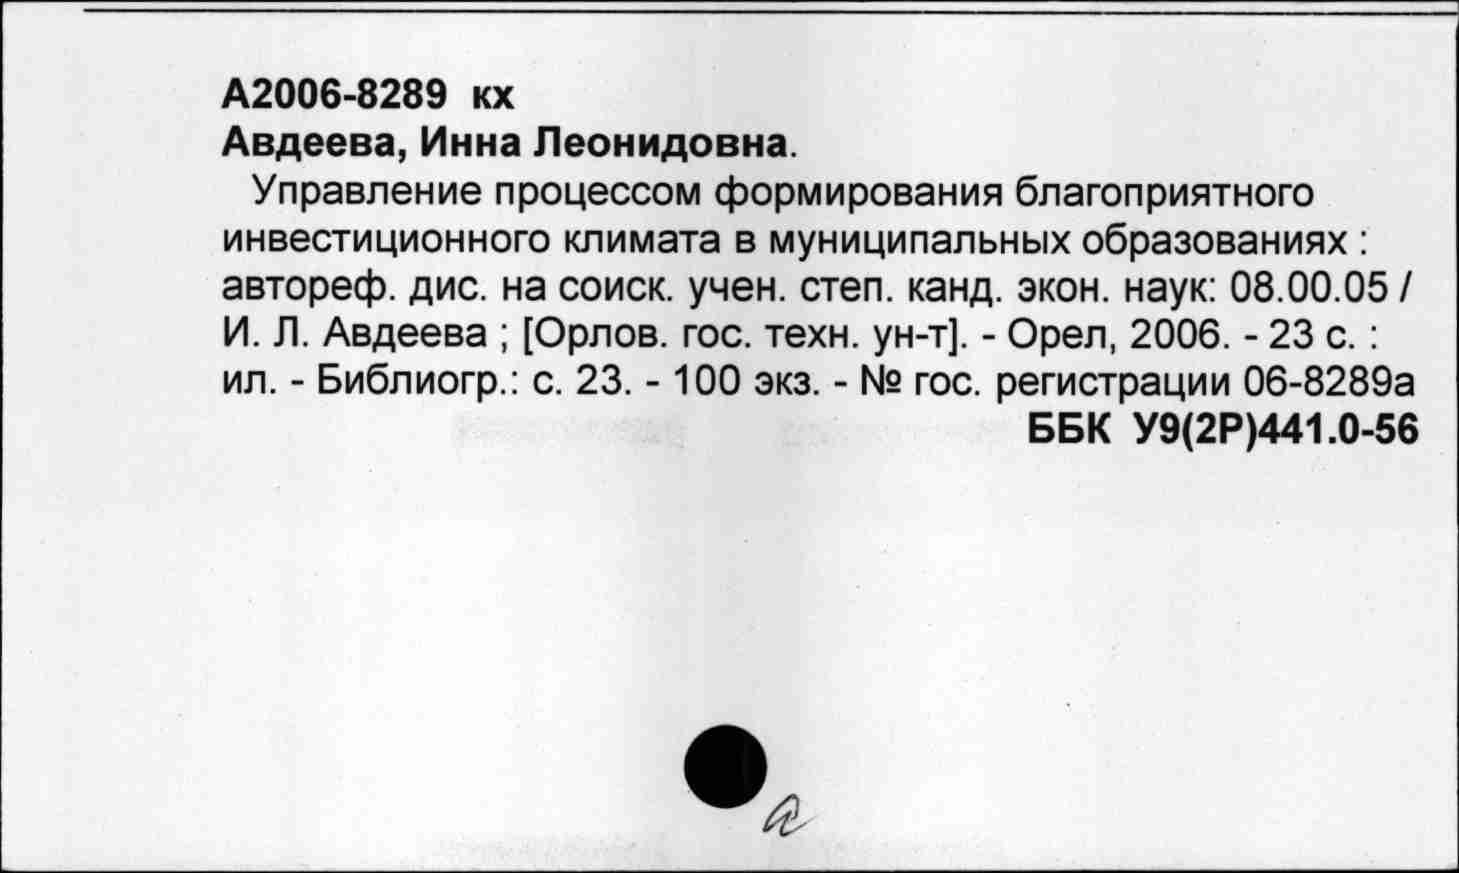 А2006-8289 кх
Авдеева, Инна Леонидовна.
Управление процессом формирования благоприятного
инвестиционного климата в муниципальных образованиях :
автореф. дис. на соиск. учен. степ. канд. экон. наук: 08.00.05 /
И. Л. Авдеева ; [Орлов. гос. техн. ун-т]. - Орел, 2006. - 23 с. :
ил. - Библиогр.: с. 23. - 100 экз. - № гос. регистрации 06-8289а
ББК У9(2Р)441.0-56